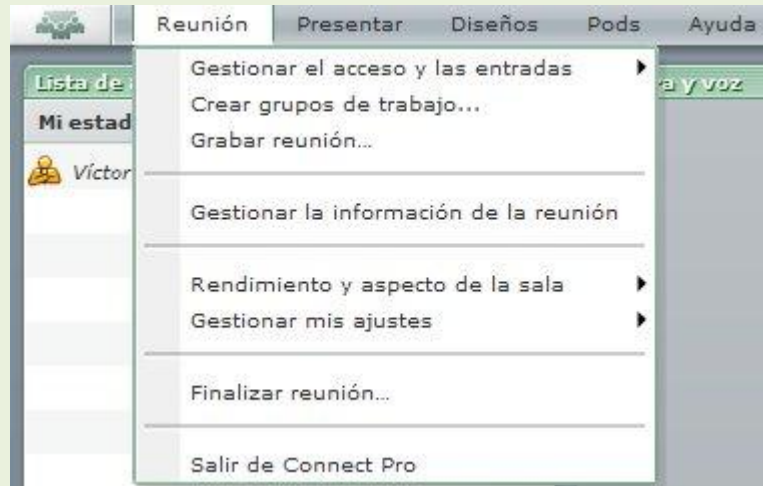 Reunión Presentar Diseños Pods Ayuda
Lista de
a y voz
Mi estad
Víctor
Gestionar el acceso y las entradas
Crear grupos de trabajo...
Grabar reunión...
Gestionar la información de la reunión
Rendimiento y aspecto de la sala
Gestionar mis ajustes
Finalizar reunión...
Salir de Connect Pro